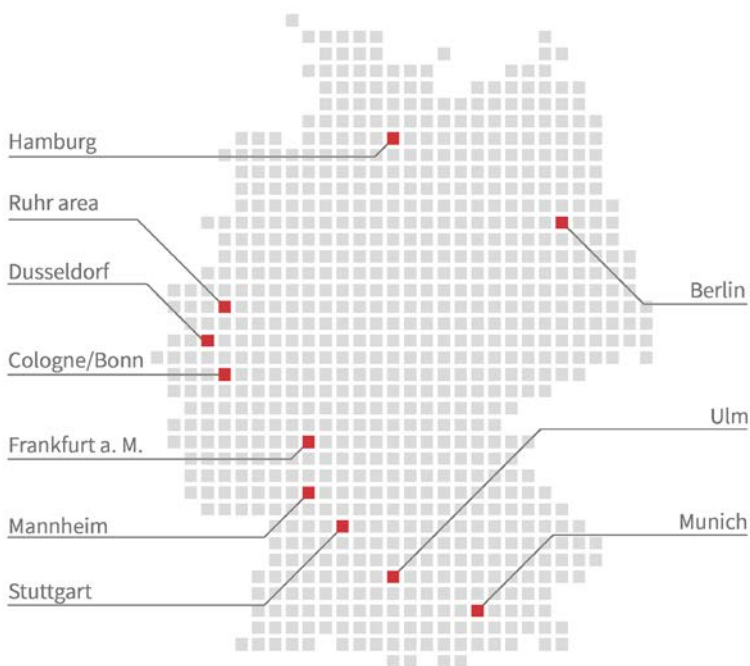 Hamburg
Ruhr area
Dusseldorf
Berlin
Cologne/Bonn
Ulm
Frankfurt a. M.
Mannheim
Munich
Stuttgart